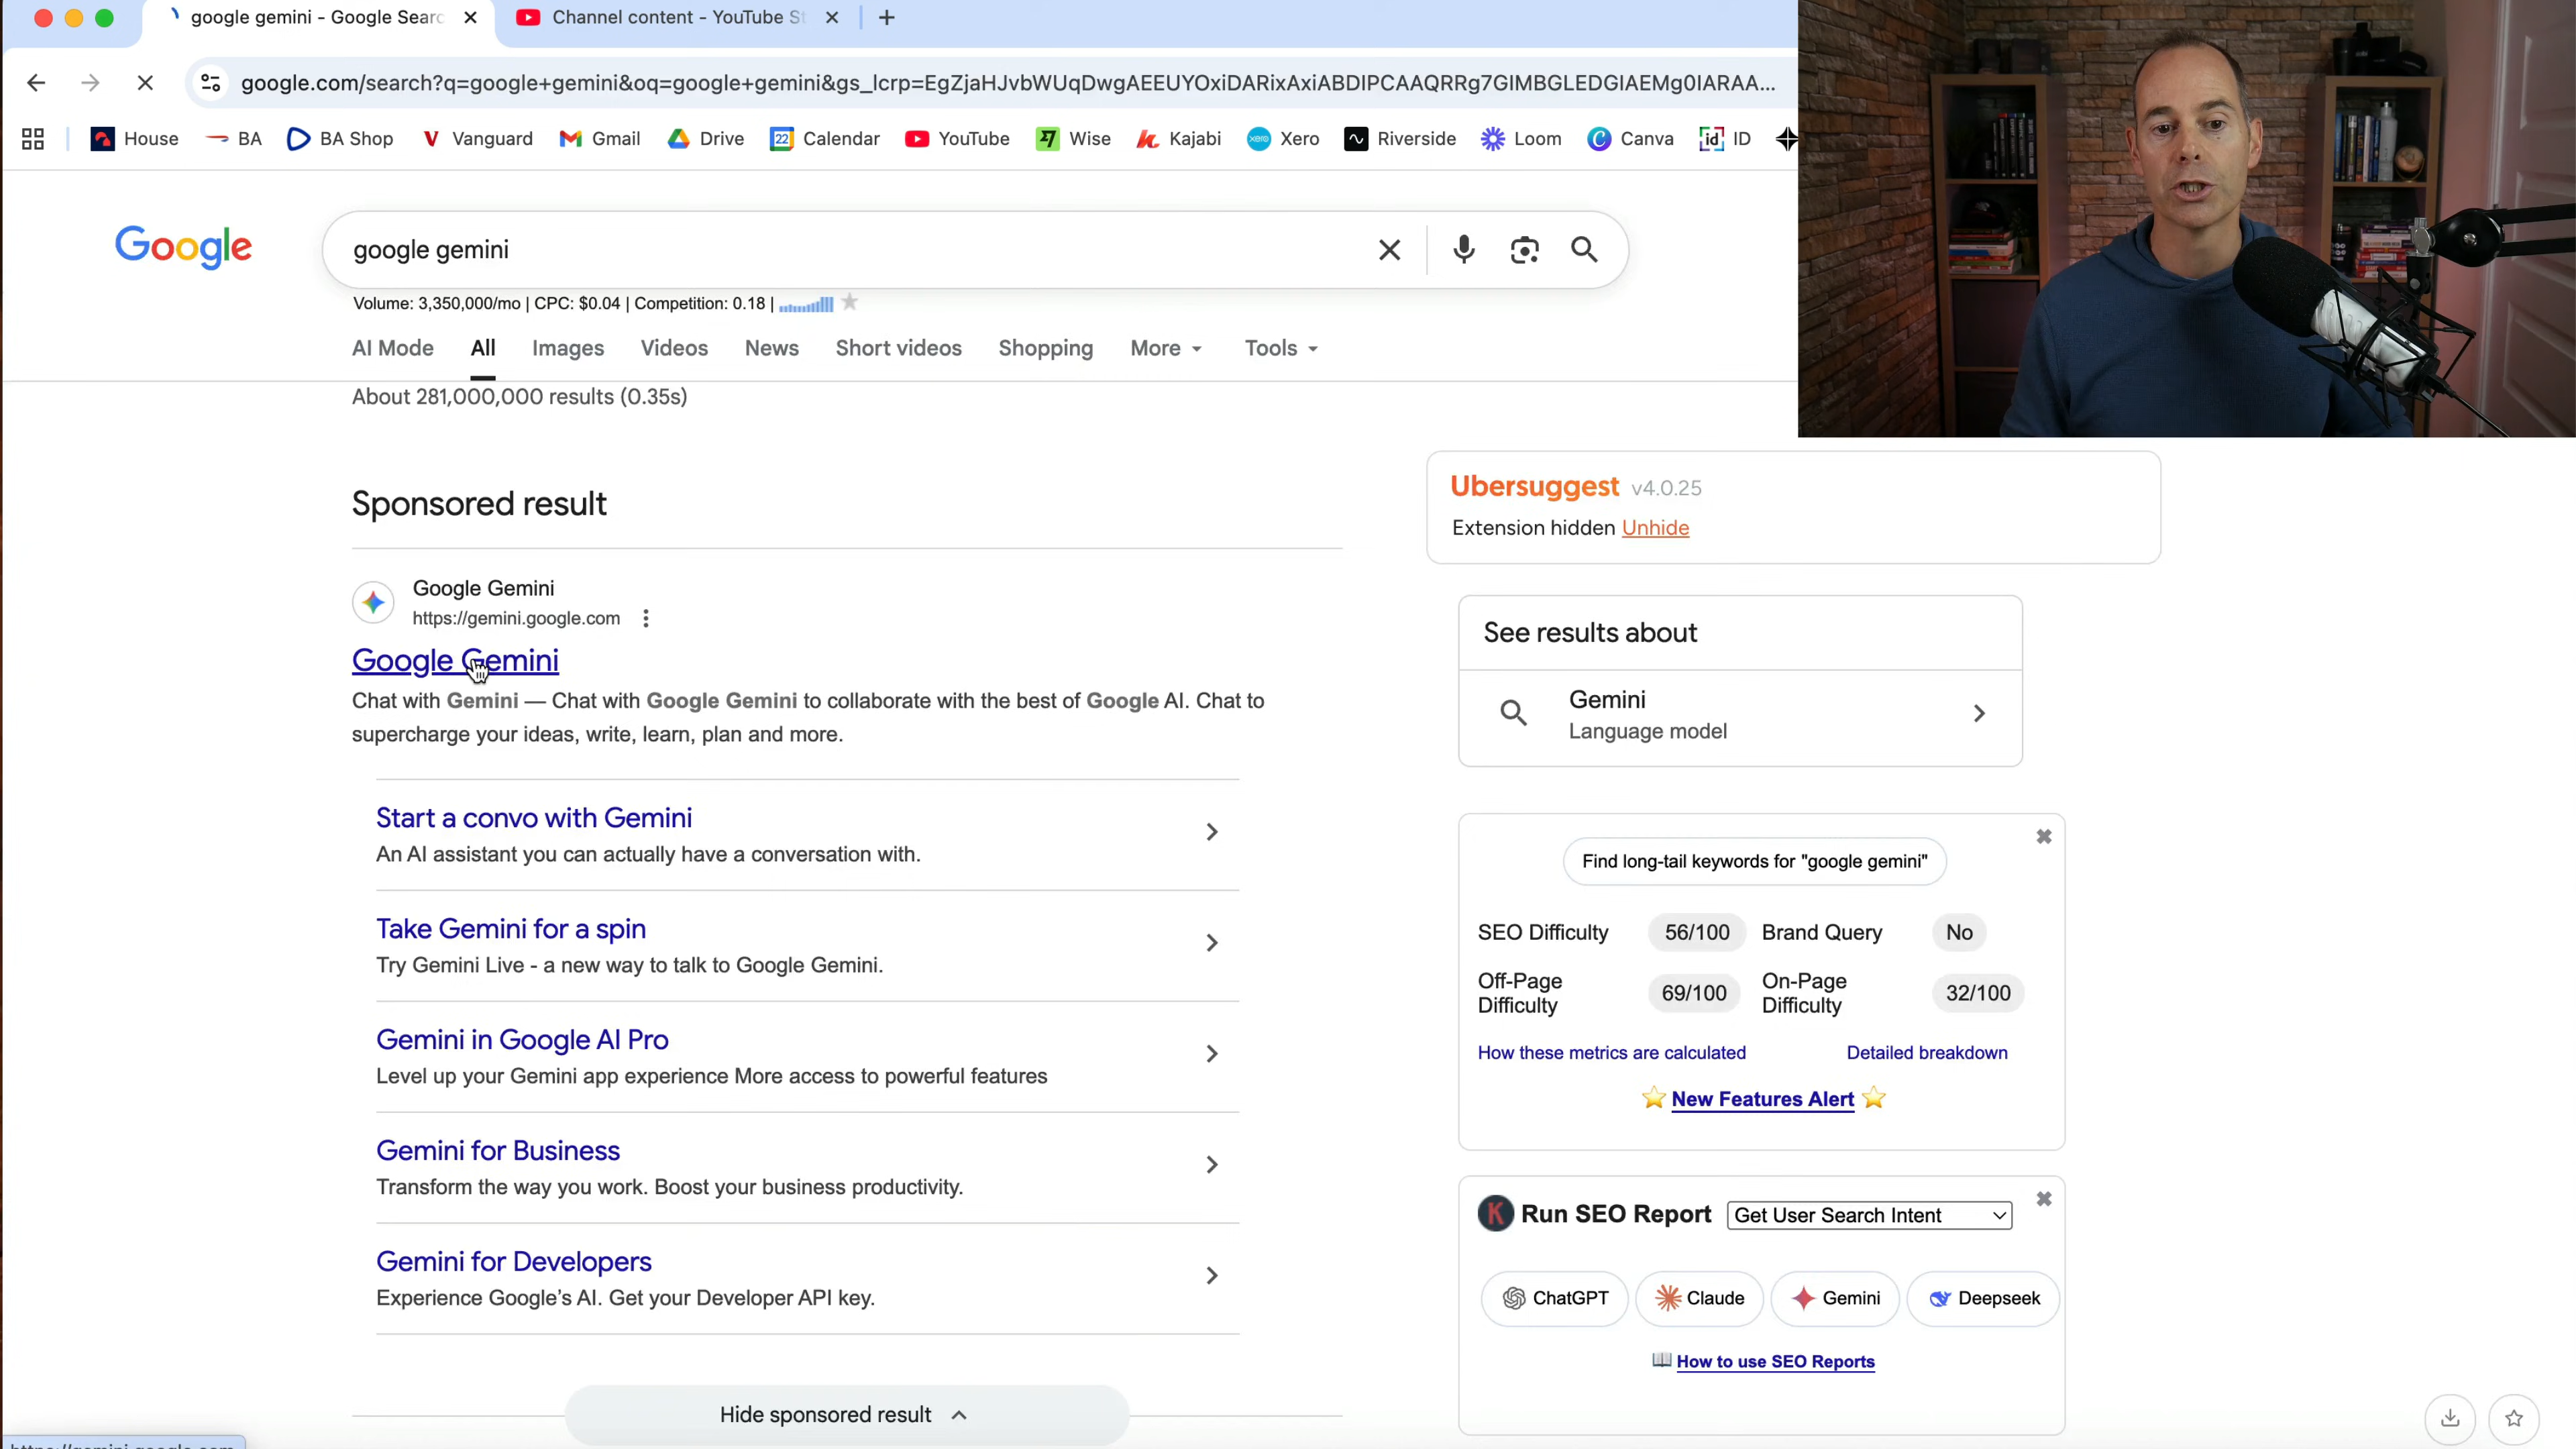 google gemini - Google Searc
Channel content - YouTube St
google.com/search?q=google+gemini&oq=google+gemini&gs_lcrp=EgZjaHJvbWUqDwgAEEUYOxiDARixAxiABDIPCAAQRRg7GIMBGLEDGIAEMg0IARAA...
House BA BA Shop Vanguard Gmail Drive Calendar YouTube Wise Kajabi Xero Riverside Loom Canva ID
Google
google gemini
Volume: 3,350,000/mo | CPC: $0.04 | Competition: 0.18 |
AI Mode All Images Videos News Short videos Shopping More Tools
About 281,000,000 results (0.35s)
Sponsored result
Google Gemini
https://gemini.google.com
Google Gemini
Chat with Gemini — Chat with Google Gemini to collaborate with the best of Google AI. Chat to
supercharge your ideas, write, learn, plan and more.
Start a convo with Gemini
An AI assistant you can actually have a conversation with.
Take Gemini for a spin
Try Gemini Live - a new way to talk to Google Gemini.
Gemini in Google AI Pro
Level up your Gemini app experience More access to powerful features
Gemini for Business
Transform the way you work. Boost your business productivity.
Gemini for Developers
Experience Google's AI. Get your Developer API key.
Hide sponsored result
Ubersuggest v4.0.25
Extension hidden Unhide
See results about
Gemini
Language model
Find long-tail keywords for "google gemini"
SEO Difficulty 56/100 Brand Query No
Off-Page Difficulty 69/100 On-Page Difficulty 32/100
How these metrics are calculated Detailed breakdown
New Features Alert
K Run SEO Report Get User Search Intent
ChatGPT Claude Gemini Deepseek
How to use SEO Reports
https://gemini.google.com